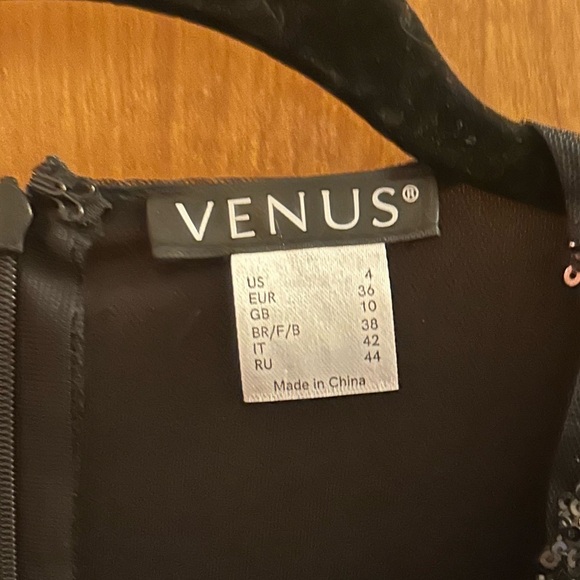 VENUS®
US 4
EUR 36
GB 10
BR/F/B 38
IT 42
RU 44
Made in China